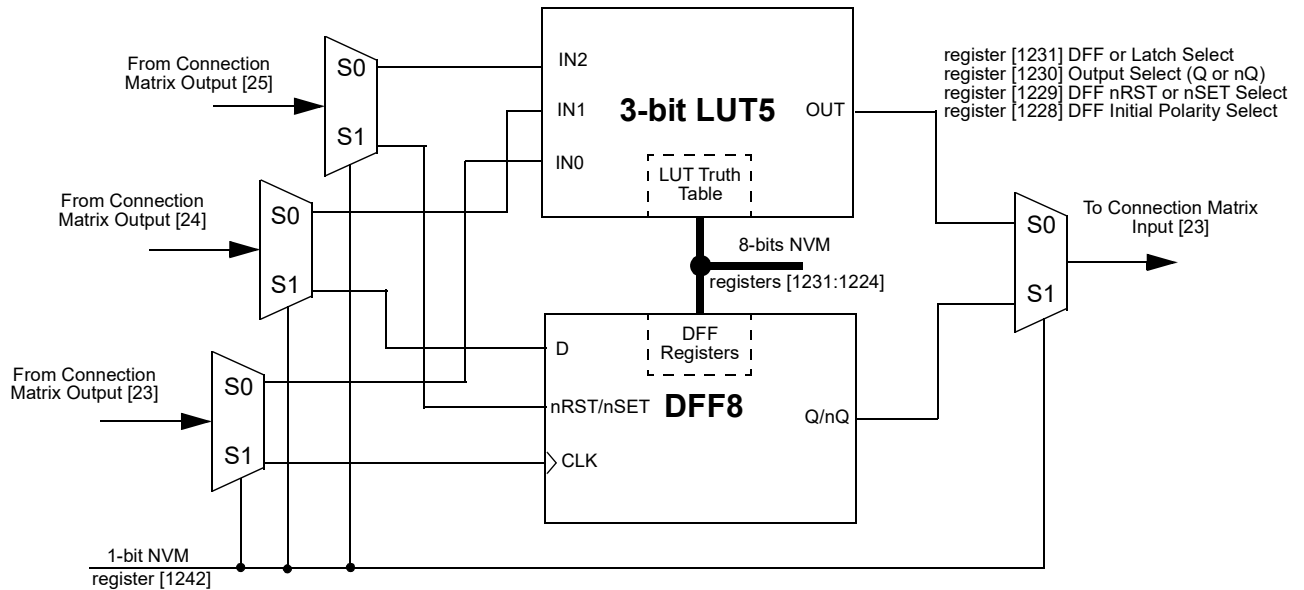 From Connection
Matrix Output [25]
S0
S1
From Connection
Matrix Output [24]
S0
S1
From Connection
Matrix Output [23]
S0
S1
1-bit NVM
register [1242]
IN2
IN1
IN0
3-bit LUT5
OUT
LUT Truth
Table
8-bits NVM
registers [1231:1224]
DFF
Registers
D
nRST/nSET
CLK
DFF8
Q/nQ
register [1231] DFF or Latch Select
register [1230] Output Select (Q or nQ)
register [1229] DFF nRST or nSET Select
register [1228] DFF Initial Polarity Select
S0
S1
To Connection Matrix
Input [23]